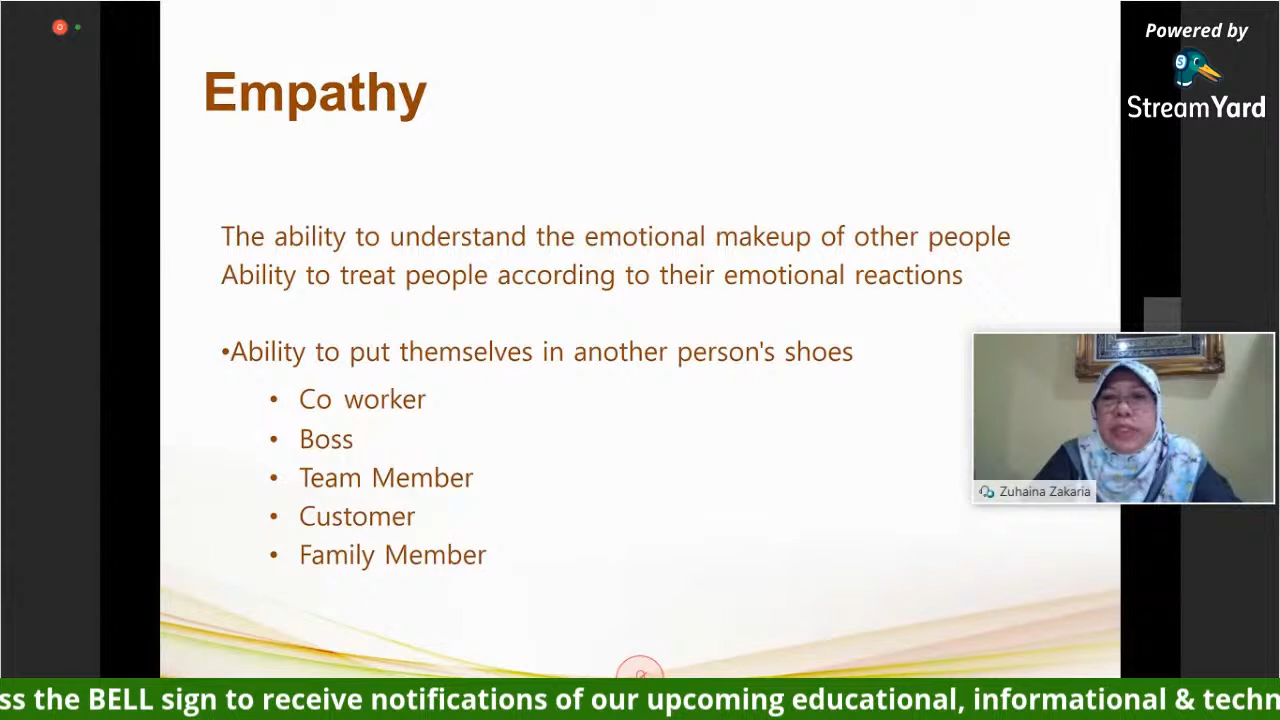 Powered by
StreamYard
Empathy
The ability to understand the emotional makeup of other people
Ability to treat people according to their emotional reactions
•Ability to put themselves in another person's shoes
• Co worker
• Boss
• Team Member
• Customer
• Family Member
Zuhaina Zakaria
ss the BELL sign to receive notifications of our upcoming educational, informational & techn